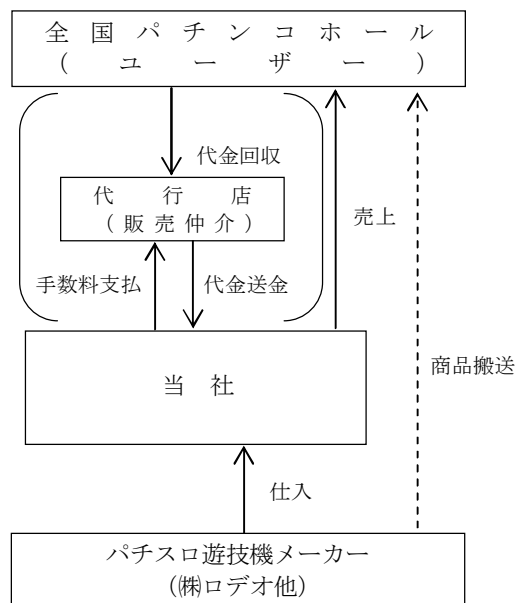 全国パチンコホール
(ユーザー)
代金回収
代行店
(販売仲介)
売上
手数料支払
代金送金
商品搬送
当社
仕入
パチスロ遊技機メーカー
(㈱ロデオ他)